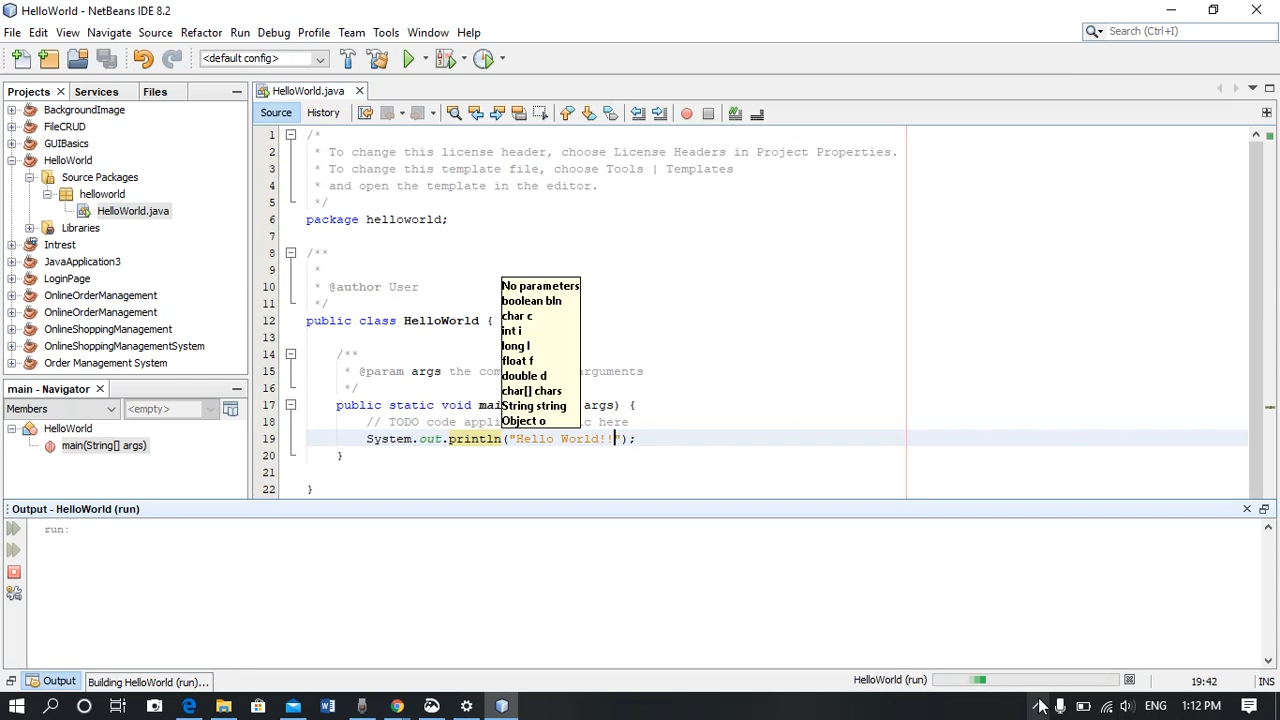 HelloWorld - NetBeans IDE 8.2
File Edit View Navigate Source Refactor Run Debug Profile Team Tools Window Help
Search (Ctrl+I)
<default config>
Projects Services Files
HelloWorld.java
Source History
BackgroundImage
FileCRUD
GUIBasics
HelloWorld
Source Packages
helloworld
HelloWorld.java
Libraries
Intrest
JavaApplication3
LoginPage
OnlineOrderManagement
OnlineOrderManagement
OnlineShoppingManagement
OnlineShoppingManagementSystem
Order Management System
main - Navigator
Members <empty>
HelloWorld
main(String[] args)
1 /*
2 * To change this license header, choose License Headers in Project Properties.
3 * To change this template file, choose Tools | Templates
4 * and open the template in the editor.
5 */
6 package helloworld;
7
8 /**
9 *
10 * @author User
11 */
12 public class HelloWorld {
13
14 /**
15 * @param args the com arguments
16 */
17 public static void mai args) {
18 // TODO code appli ic here
19 System.out.println("Hello World!!");
20 }
21
22 }
No parameters
boolean bln
char c
int i
long l
float f
double d
char[] chars
String string
Object o
Output - HelloWorld (run)
run:
Output Building HelloWorld (run)... HelloWorld (run) 19:42 INS
ENG 1:12 PM